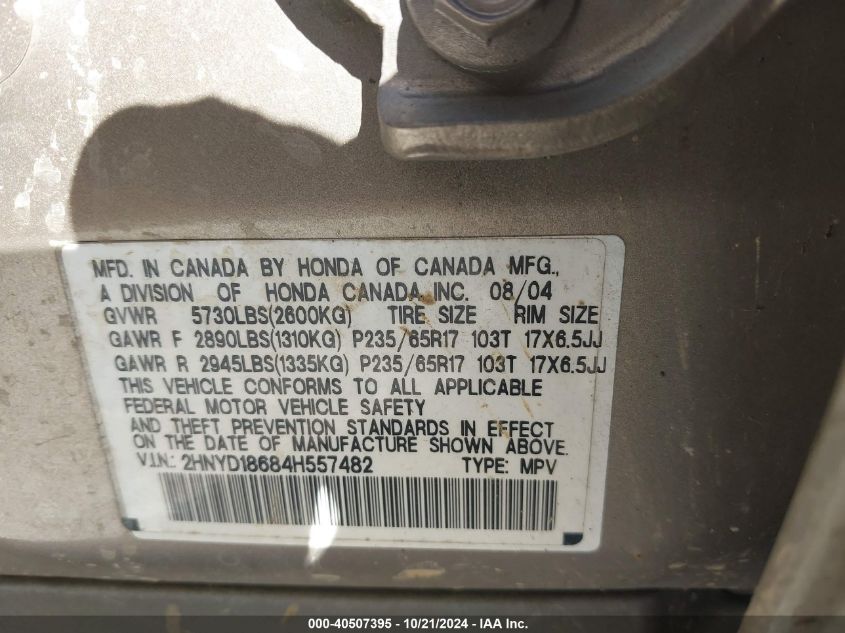 MFD. IN CANADA BY HONDA OF CANADA MFG.,
A DIVISION OF HONDA CANADA INC. 08/04
GVWR 5730LBS(2600KG) TIRE SIZE RIM SIZE
GAWR F 2890LBS(1310KG) P235/65R17 103T 17X6.5JJ
GAWR R 2945LBS(1335KG) P235/65R17 103T 17X6.5JJ
THIS VEHICLE CONFORMS TO ALL APPLICABLE
FEDERAL MOTOR VEHICLE SAFETY
AND THEFT PREVENTION STANDARDS IN EFFECT
ON THE DATE OF MANUFACTURE SHOWN ABOVE.
V.I.N.: 2HNYD18684H557482 TYPE: MPV
000-40507395 - 10/21/2024 - IAA Inc.